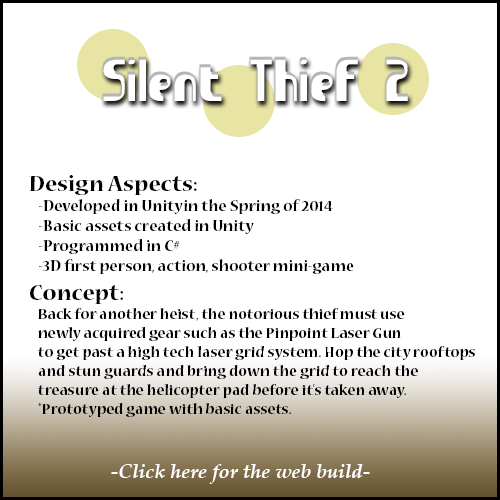 Silent Thief 2
Design Aspects:
-Developed in Unity in the Spring of 2014
-Basic assets created in Unity
-Programmed in C#
-3D first person, action, shooter mini-game
Concept:
Back for another heist, the notorious thief must use
newly acquired gear such as the Pinpoint Laser Gun
to get past a high tech laser grid system. Hop the city rooftops
and stun guards and bring down the grid to reach the
treasure at the helicopter pad before it's taken away.
*Prototyped game with basic assets.
-Click here for the web build-